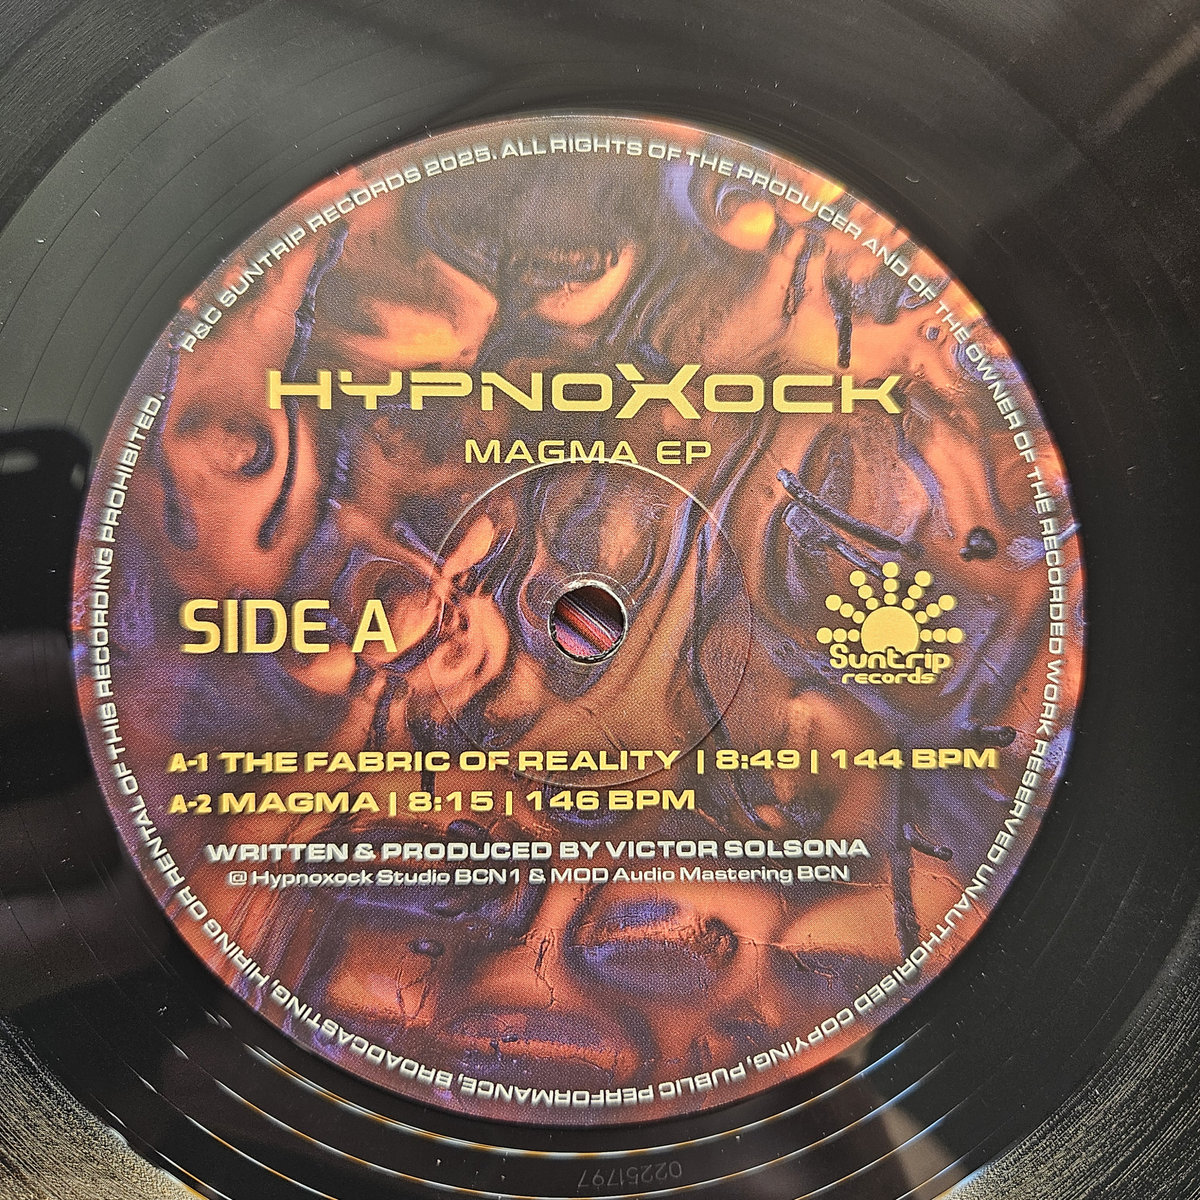 P&C SUNTRIP RECORDS 2025. ALL RIGHTS OF THE PRODUCER AND OF THE OWNER OF THE RECORDED WORK RESERVED UNAUTHORISED COPYING, PUBLIC PERFORMANCE, BROADCASTING, HIRING OR RENTAL OF THIS RECORDING PROHIBITED.
HYPNOXOCK
MAGMA EP
SIDE A
Suntrip
records
A-1 THE FABRIC OF REALITY | 8:49 | 144 BPM
A-2 MAGMA | 8:15 | 146 BPM
WRITTEN & PRODUCED BY VICTOR SOLSONA
@ Hypnoxock Studio BCN1 & MOD Audio Mastering BCN
02251797